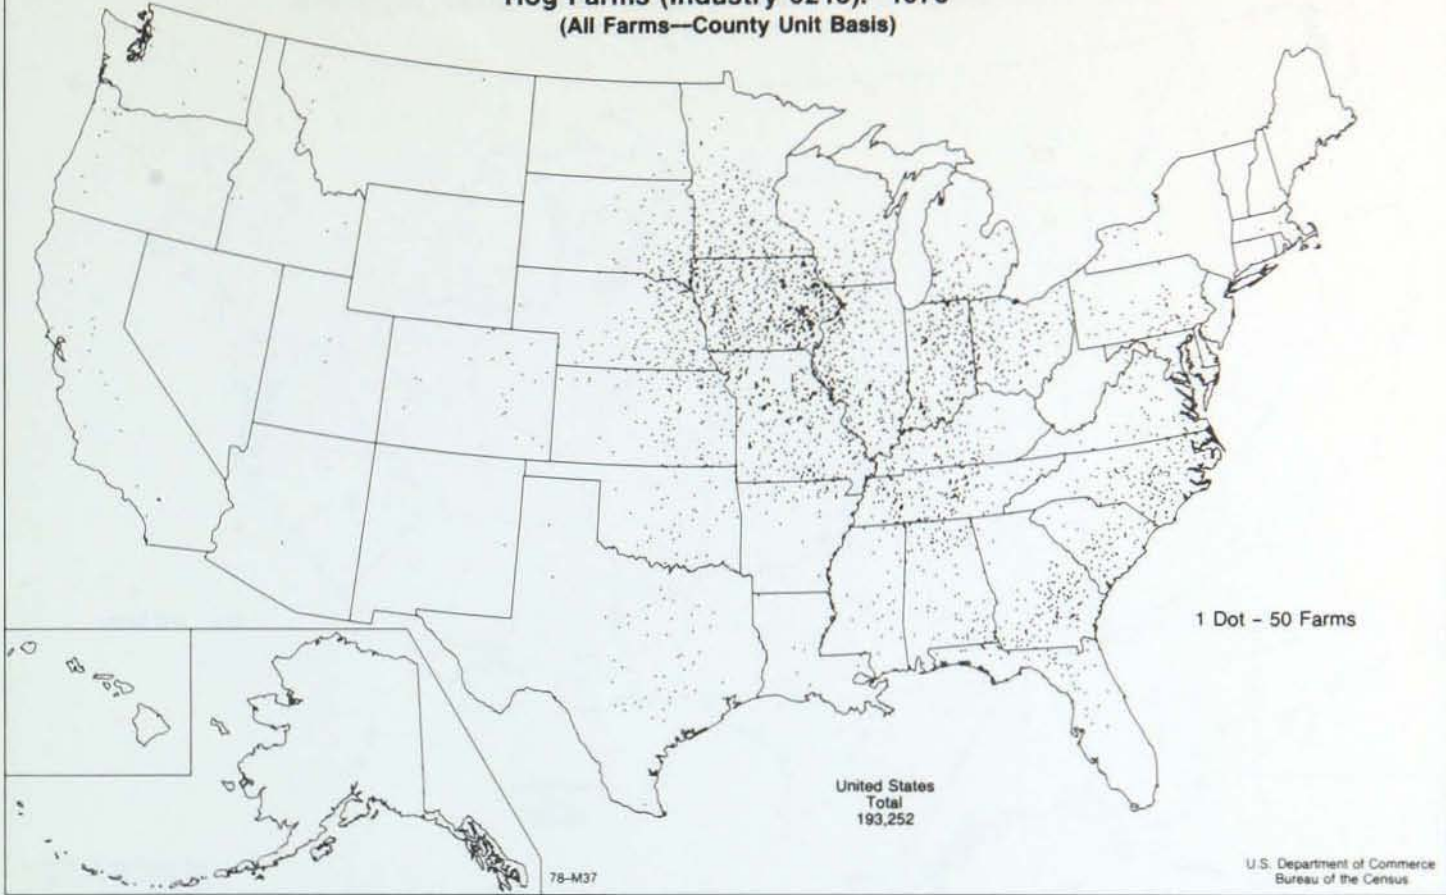 (All Farms—County Unit Basis)
1 Dot - 50 Farms
United States
Total
193,252
78-M37
U.S. Department of Commerce
Bureau of the Census